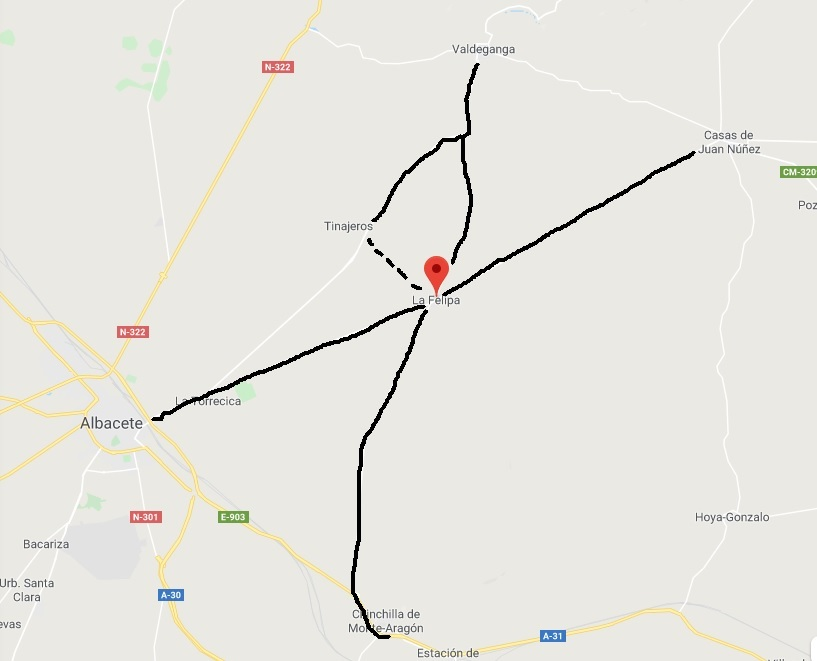 Valdeganga
N-322
Casas de
Juan Núñez
CM-320
Poz
Tinajeros
La Felipa
N-322
La Torrecica
Albacete
N-301
E-903
Hoya-Gonzalo
Bacariza
Urb. Santa
Clara
A-30
Chinchilla de
Monte-Aragón
evas
A-31
Estación de